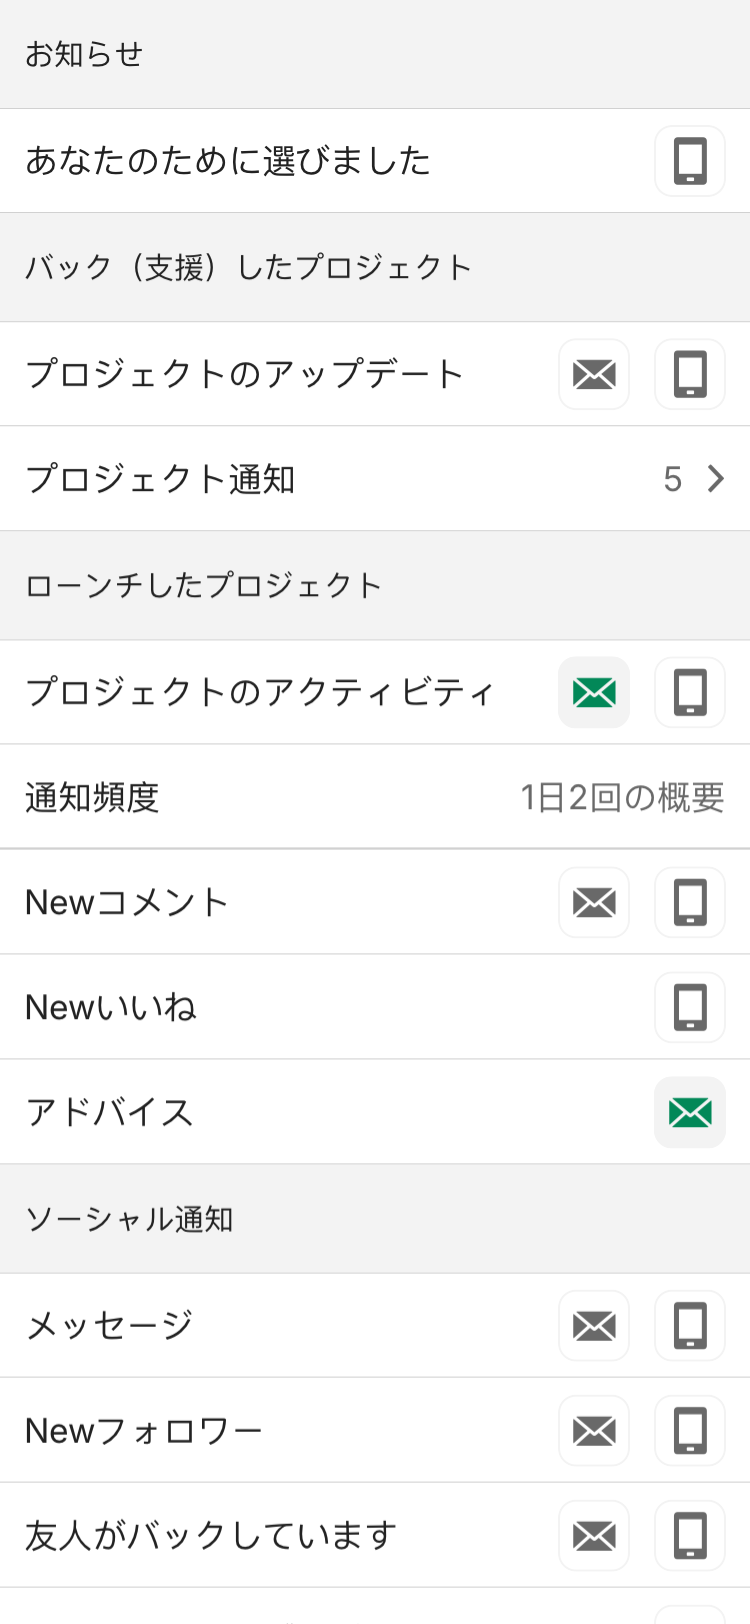 お知らせ
あなたのために選びました
バック（支援）したプロジェクト
プロジェクトのアップデート
プロジェクト通知 5
ローンチしたプロジェクト
プロジェクトのアクティビティ
通知頻度 1日2回の概要
Newコメント
Newいいね
アドバイス
ソーシャル通知
メッセージ
Newフォロワー
友人がバックしています